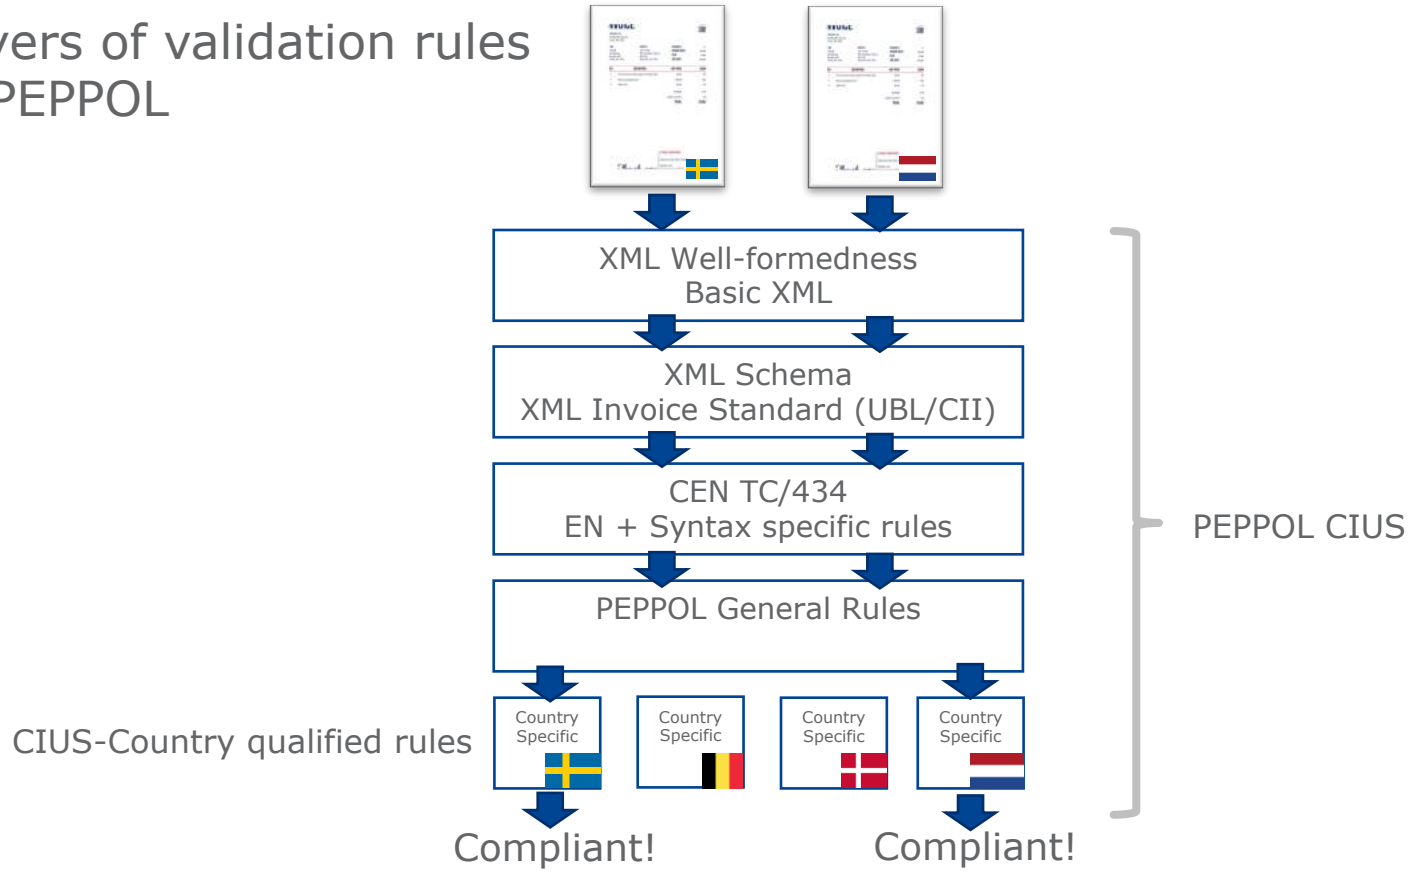 yers of validation rules
PEPPOL
XML Well-formedness
Basic XML
XML Schema
XML Invoice Standard (UBL/CII)
CEN TC/434
EN + Syntax specific rules
PEPPOL General Rules
PEPPOL CIUS
CIUS-Country qualified rules
Country
Specific
Country
Specific
Country
Specific
Country
Specific
Compliant!
Compliant!